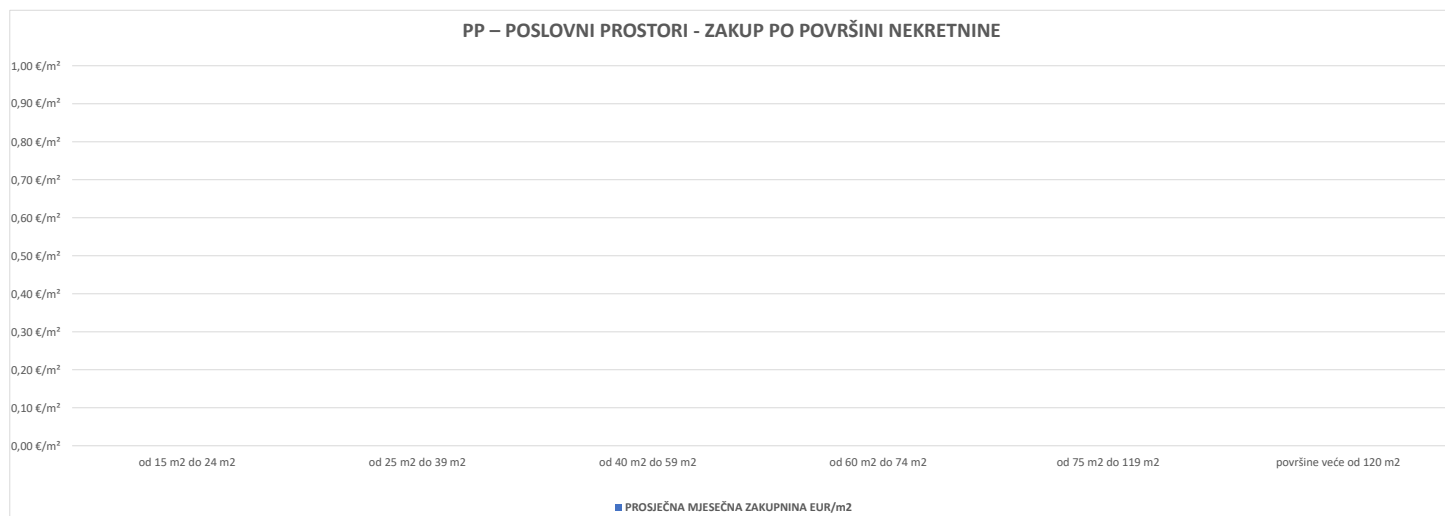 PP – POSLOVNI PROSTORI - ZAKUP PO POVRŠINI NEKRETNINE
1,00 €/m²
0,90 €/m²
0,80 €/m²
0,70 €/m²
0,60 €/m²
0,50 €/m²
0,40 €/m²
0,30 €/m²
0,20 €/m²
0,10 €/m²
0,00 €/m²
od 15 m2 do 24 m2
od 25 m2 do 39 m2
od 40 m2 do 59 m2
od 60 m2 do 74 m2
od 75 m2 do 119 m2
površine veće od 120 m2
PROSJEČNA MJESEČNA ZAKUPNINA EUR/m2